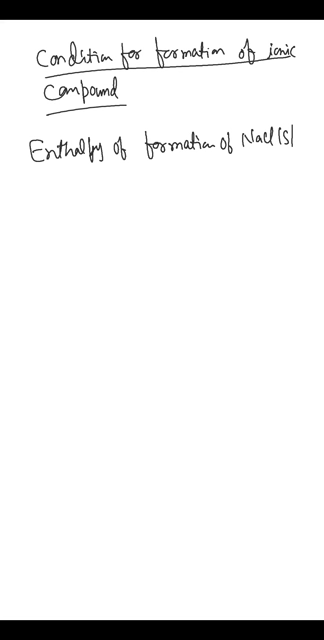 Condition for formation of ionic
Compound
Enthalpy of formation of NaCl(s)